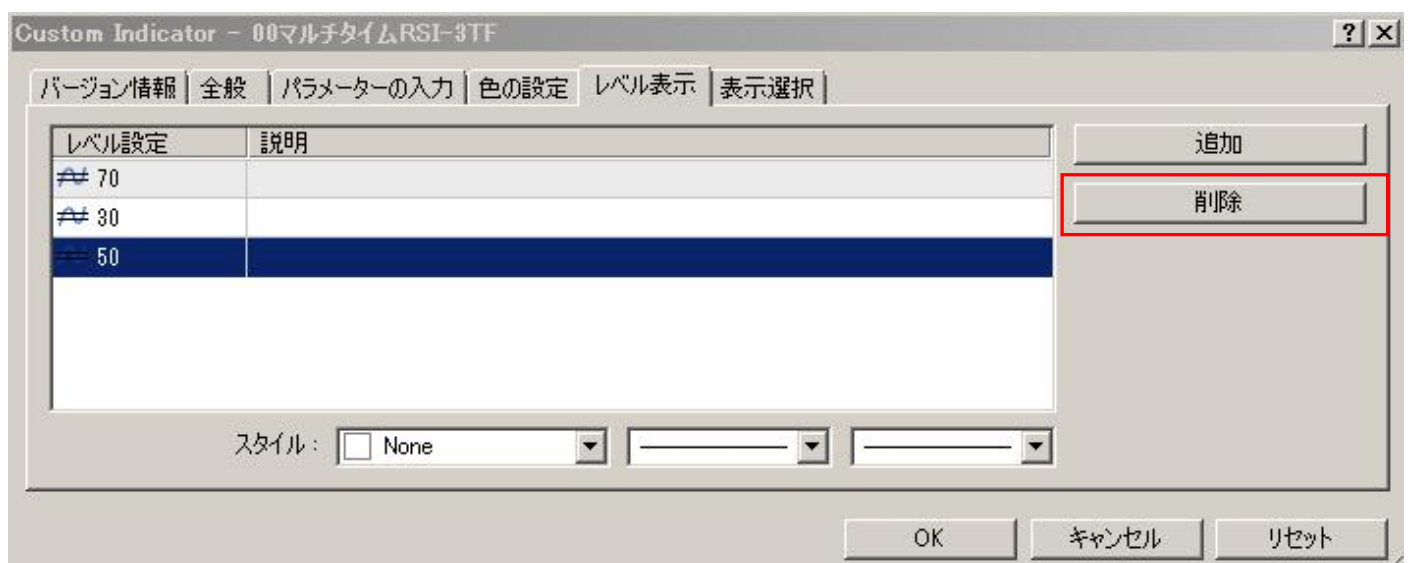 Custom Indicator - 00マルチタイムRSI-3TF
バージョン情報 全般 パラメーターの入力 色の設定 レベル表示 表示選択
レベル設定 説明 追加
70
30 削除
50
スタイル : None
OK キャンセル リセット